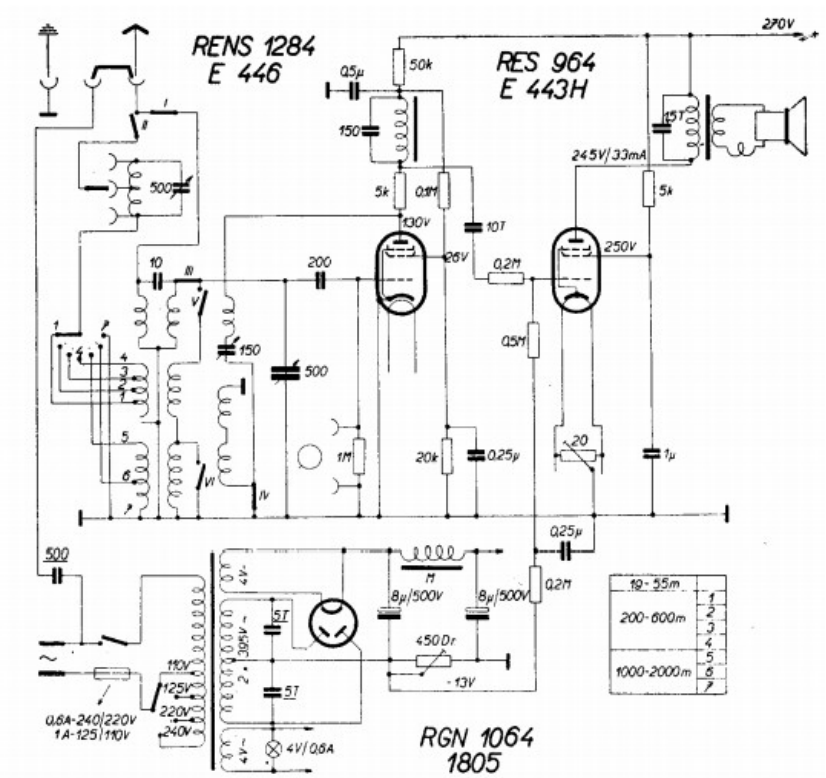 RENS 1284
E 446
RES 964
E 443H
270V
+
50k
0,5µ
150
15T
I
II
500
245V/33mA
5k
0,1M
5k
130V
10T
26V
250V
10
III
200
0,2M
V
1
4
150
500
0,5M
4
3
2
1
5
6
1M
20k
0,25µ
20
1µ
VI
IV
0,25µ
500
4V~
M
8µ/500V
8µ/500V
0,2M
19-55m
200-600m
1
2
3
4
1000-2000m
5
6
7
5T
2 x 395V~
450Dr.
-13V
~
110V
125V
220V
240V
5T
0,6A-240/220V
1A-125/110V
4V~
4V/0,6A
RGN 1064
1805